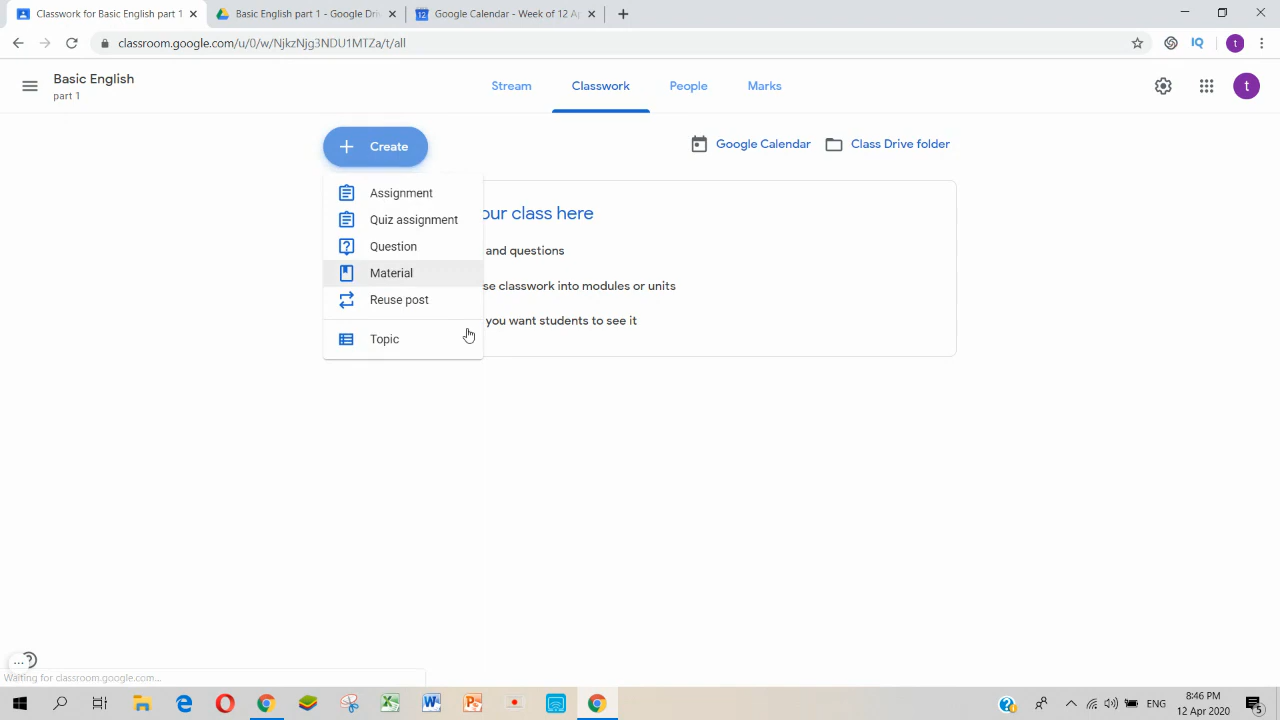 Classroom for Basic English part 1
Basic English part 1 - Google Dri
Google Calendar - Week of 12 Ap
12
classroom.google.com/u/0/w/NjkzNjg3NDU1MTZa/t/all
IQ
t
Basic English
part 1
Stream
Classwork
People
Marks
t
Create
Google Calendar
Class Drive folder
Assignment
Quiz assignment
Question
Material
Reuse post
Topic
our class here
and questions
se classwork into modules or units
you want students to see it
Waiting for classroom.google.com...
ENG
8:46 PM
12 Apr 2020
5